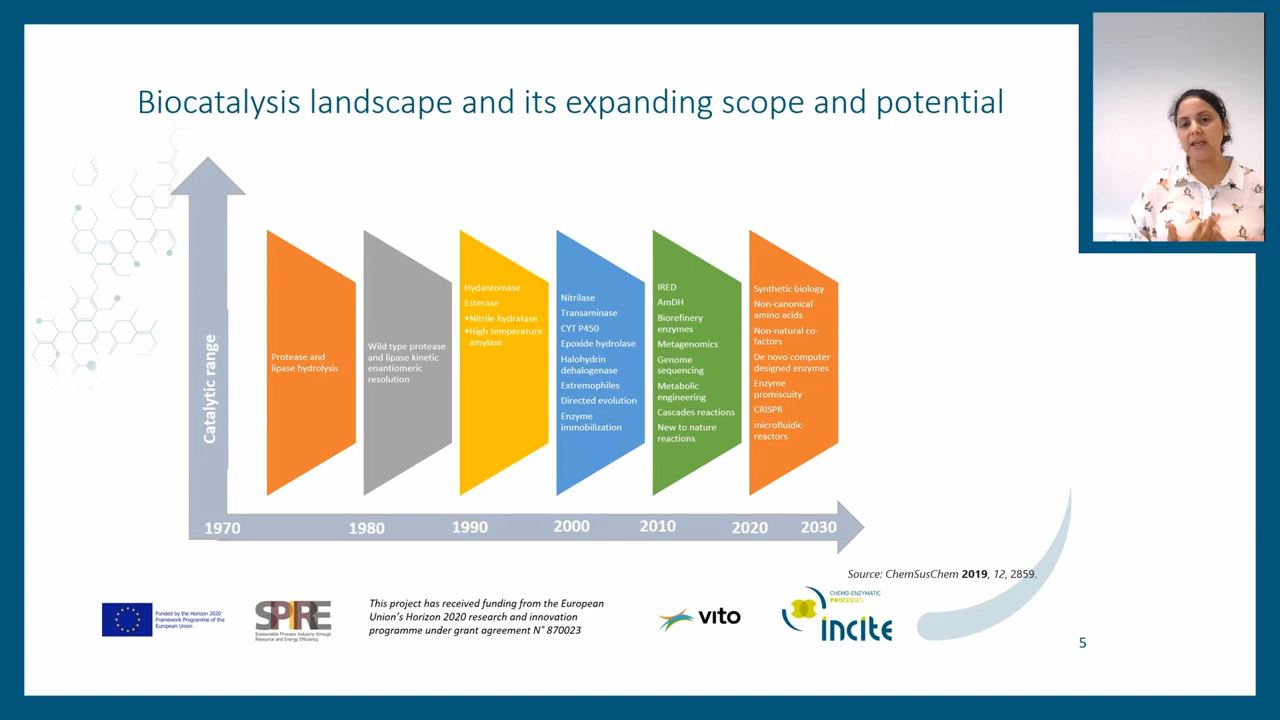 Biocatalysis landscape and its expanding scope and potential
Catalytic range
Protease and
lipase hydrolysis
Wild type protease
and lipase kinetic
enantiomeric
resolution
Hydantoinase
Esterase
▪Nitrile hydratase
▪High temperature
amylase
Nitrilase
Transaminase
CYT P450
Epoxide hydrolase
Halohydrin
dehalogenase
Extremophiles
Directed evolution
Enzyme
immobilization
IRED
AmDH
Biorefinery
enzymes
Metagenomics
Genome
sequencing
Metabolic
engineering
Cascades reactions
New to nature
reactions
Synthetic biology
Non-canonical
amino acids
Non-natural co-
factors
De novo computer
designed enzymes
Enzyme
promiscuity
CRISPR
microfluidic
reactors
1970 1980 1990 2000 2010 2020 2030
Source: ChemSusChem 2019, 12, 2859.
Funded by the Horizon 2020
Framework Programme of the
European Union
SPIRE
Sustainable Process Industry through
Resource and Energy Efficiency
This project has received funding from the European
Union's Horizon 2020 research and innovation
programme under grant agreement N° 870023
vito
CHEMO-ENZYMATIC
PROCESSES
incite
5